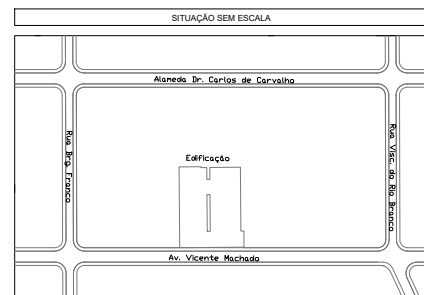 SITUAÇÃO SEM ESCALA
Alameda Dr. Carlos de Carvalho
Rua Brg. Franco
Rua Visc. do Rio Branco
Edificação
Av. Vicente Machado